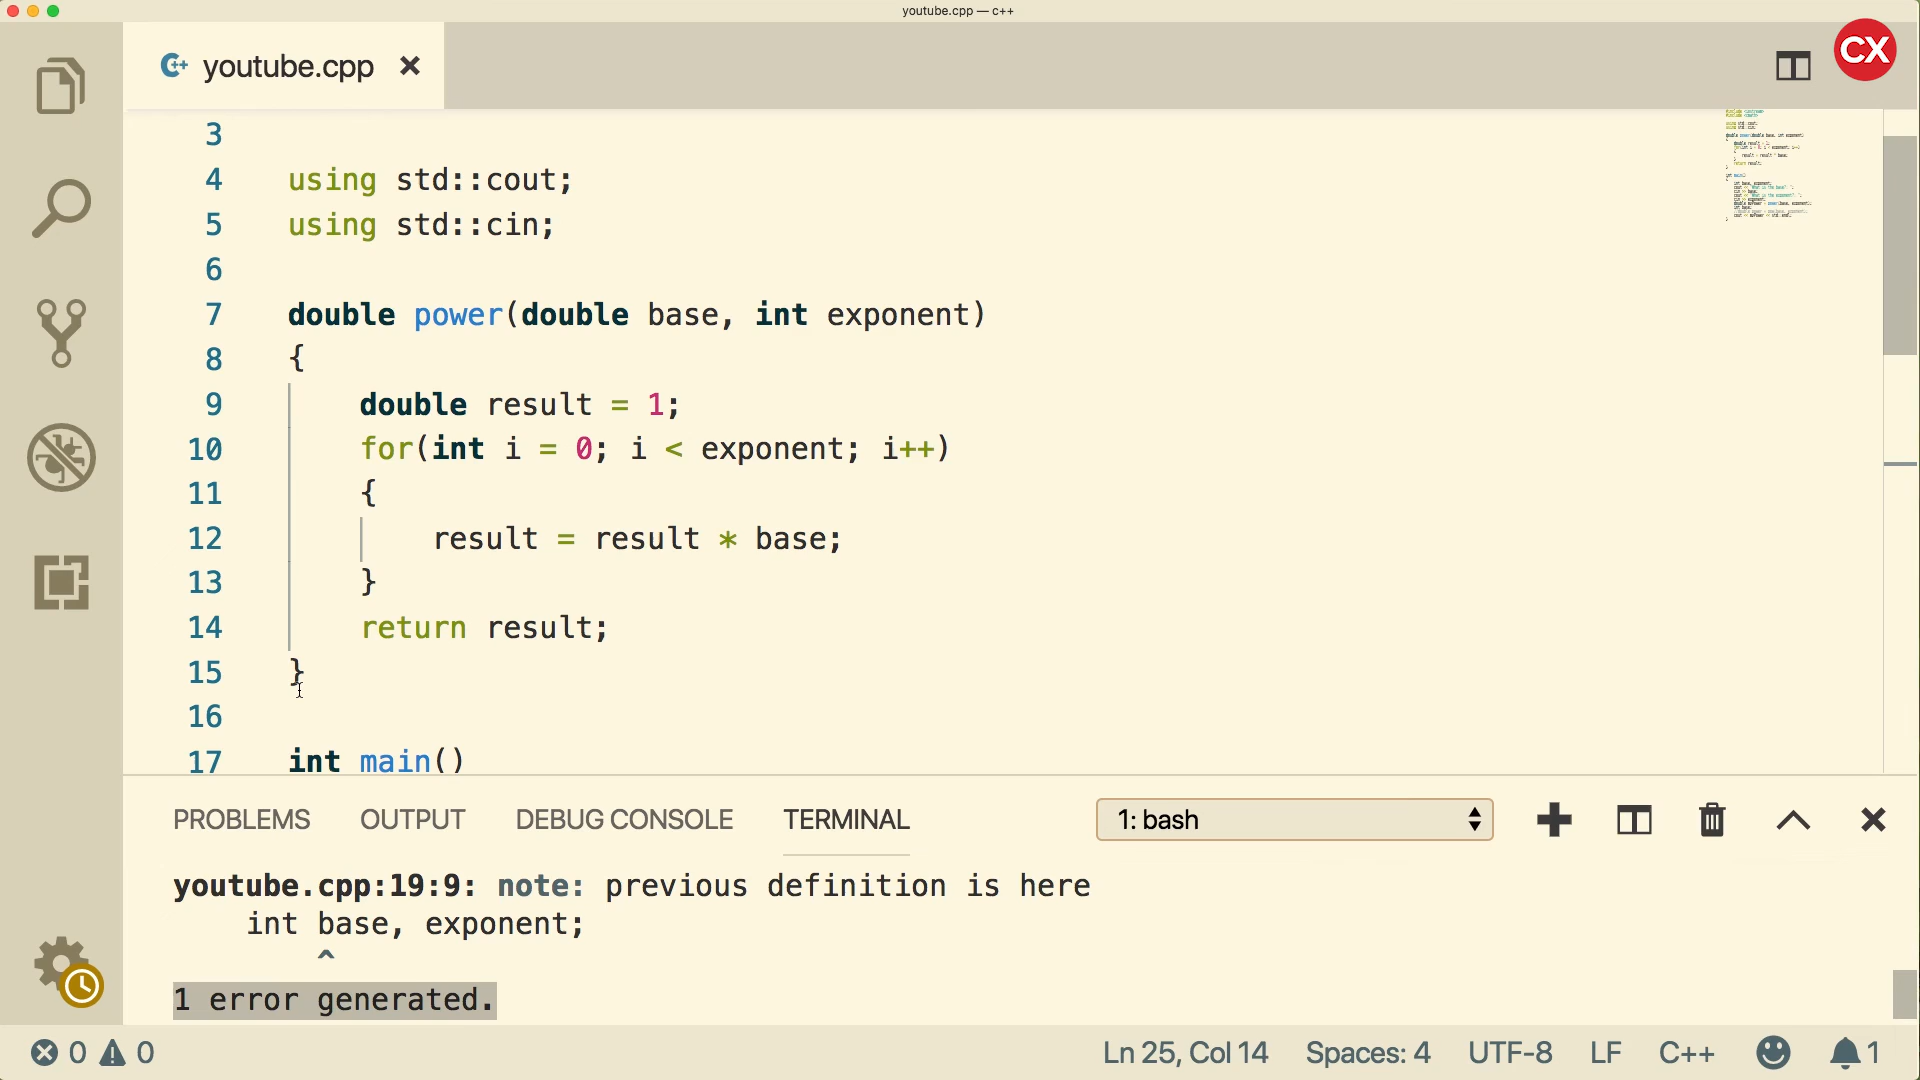 youtube.cpp — c++
youtube.cpp
CX
3
4 using std::cout;
5 using std::cin;
6
7 double power(double base, int exponent)
8 {
9 double result = 1;
10 for(int i = 0; i < exponent; i++)
11 {
12 result = result * base;
13 }
14 return result;
15 }
16
17 int main()
PROBLEMS OUTPUT DEBUG CONSOLE TERMINAL 1: bash
youtube.cpp:19:9: note: previous definition is here
int base, exponent;
^
1 error generated.
0 0 Ln 25, Col 14 Spaces: 4 UTF-8 LF C++ 1